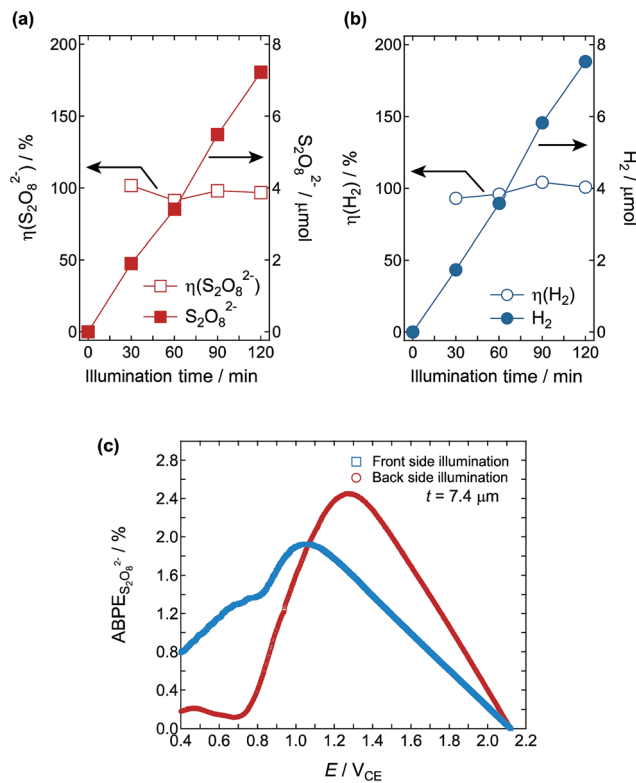 (a)
200
150
100
50
0
8
6
4
2
0
η(S₂O₈²⁻) / %
S₂O₈²⁻ / μmol
η(S₂O₈²⁻)
S₂O₈²⁻
0 30 60 90 120
Illumination time / min
(b)
200
150
100
50
0
8
6
4
2
0
η(H₂) / %
H₂ / μmol
η(H₂)
H₂
0 30 60 90 120
Illumination time / min
(c)
2.8
2.4
2.0
1.6
1.2
0.8
0.4
0.0
ABPE S₂O₈²⁻ / %
Front side illumination
Back side illumination
t = 7.4 μm
0.4 0.6 0.8 1.0 1.2 1.4 1.6 1.8 2.0 2.2
E / V_CE